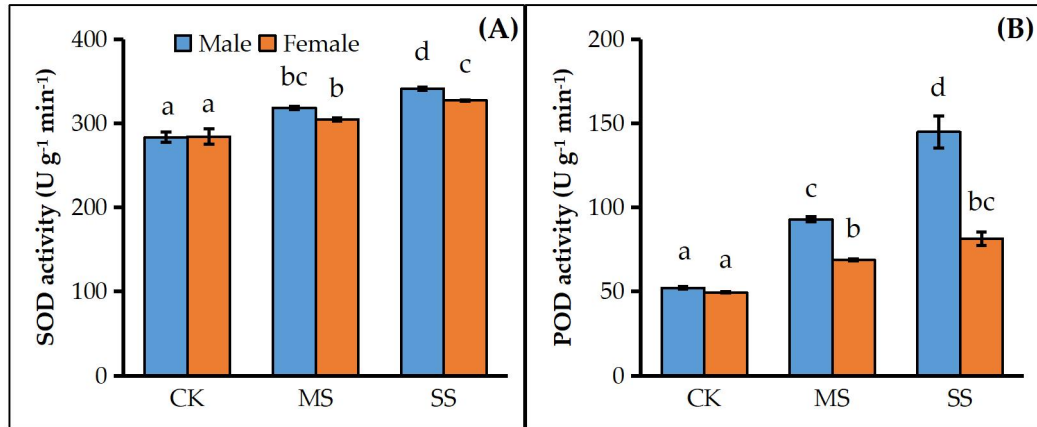 (A)
Male Female
SOD activity (U g⁻¹ min⁻¹)
400
300
200
100
0
a a bc b d c
CK MS SS
(B)
POD activity (U g⁻¹ min⁻¹)
200
150
100
50
0
a a c b d bc
CK MS SS